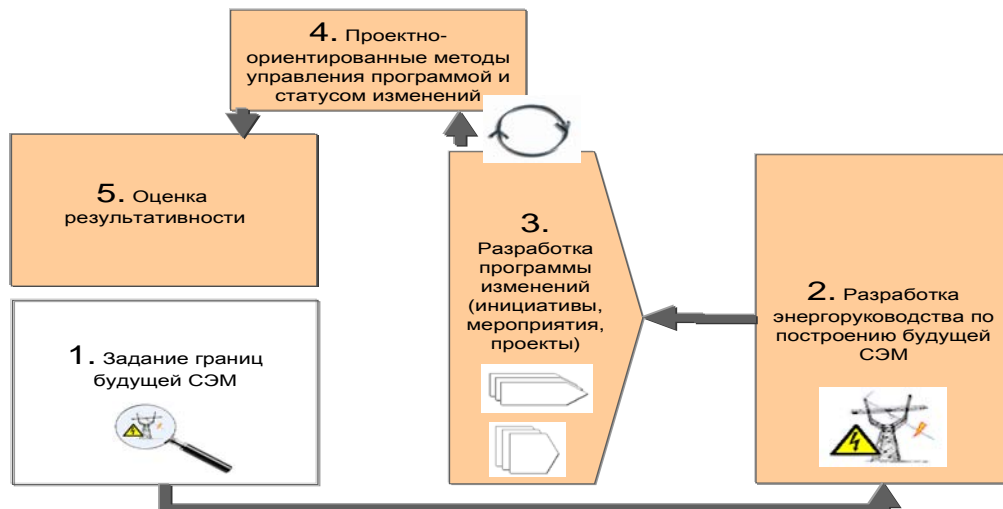 4. Проектно-
ориентированные методы
управления программой и
статусом изменений
5. Оценка
результативности
3.
Разработка
программы
изменений
(инициативы,
мероприятия,
проекты)
2. Разработка
энергоруководства по
построению будущей
СЭМ
1. Задание границ
будущей СЭМ